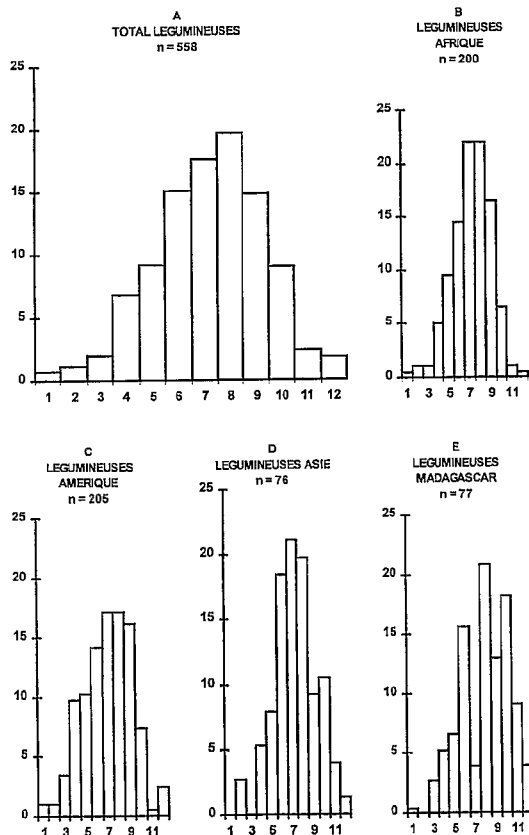 A
TOTAL LEGUMINEUSES
n = 558
25
20
15
10
5
0
1 2 3 4 5 6 7 8 9 10 11 12
B
LEGUMINEUSES
AFRIQUE
n = 200
25
20
15
10
5
0
1 3 5 7 9 11
C
LEGUMINEUSES
AMERIQUE
n = 205
25
20
15
10
5
0
1 3 5 7 9 11
D
LEGUMINEUSES ASIE
n = 76
25
20
15
10
5
0
1 3 5 7 9 11
E
LEGUMINEUSES
MADAGASCAR
n = 77
25
20
15
10
5
0
1 3 5 7 9 11